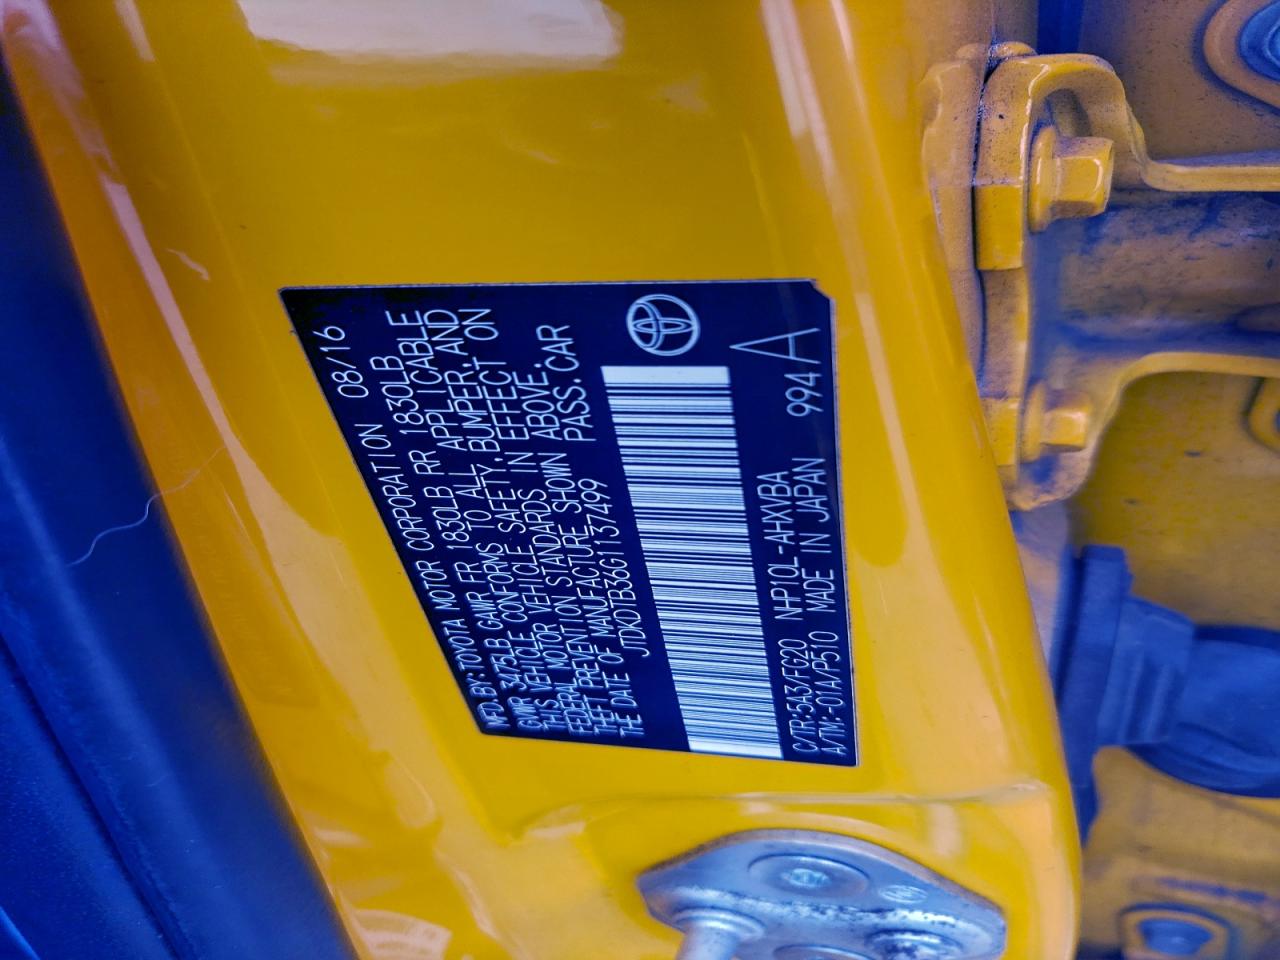 MFD. BY: TOYOTA MOTOR CORPORATION 08/16
GVWR 3475LB GAWR FR 1830LB RR 1830LB
THIS VEHICLE CONFORMS TO ALL APPLICABLE
FEDERAL MOTOR VEHICLE SAFETY, BUMPER, AND
THEFT PREVENTION STANDARDS IN EFFECT ON
THE DATE OF MANUFACTURE SHOWN ABOVE.
JTDKDTB36G1137499 PASS. CAR
C/TR:5A3/FG20 NHP10L-AHXVBA 994 A
A/TM:-01A/P510 MADE IN JAPAN